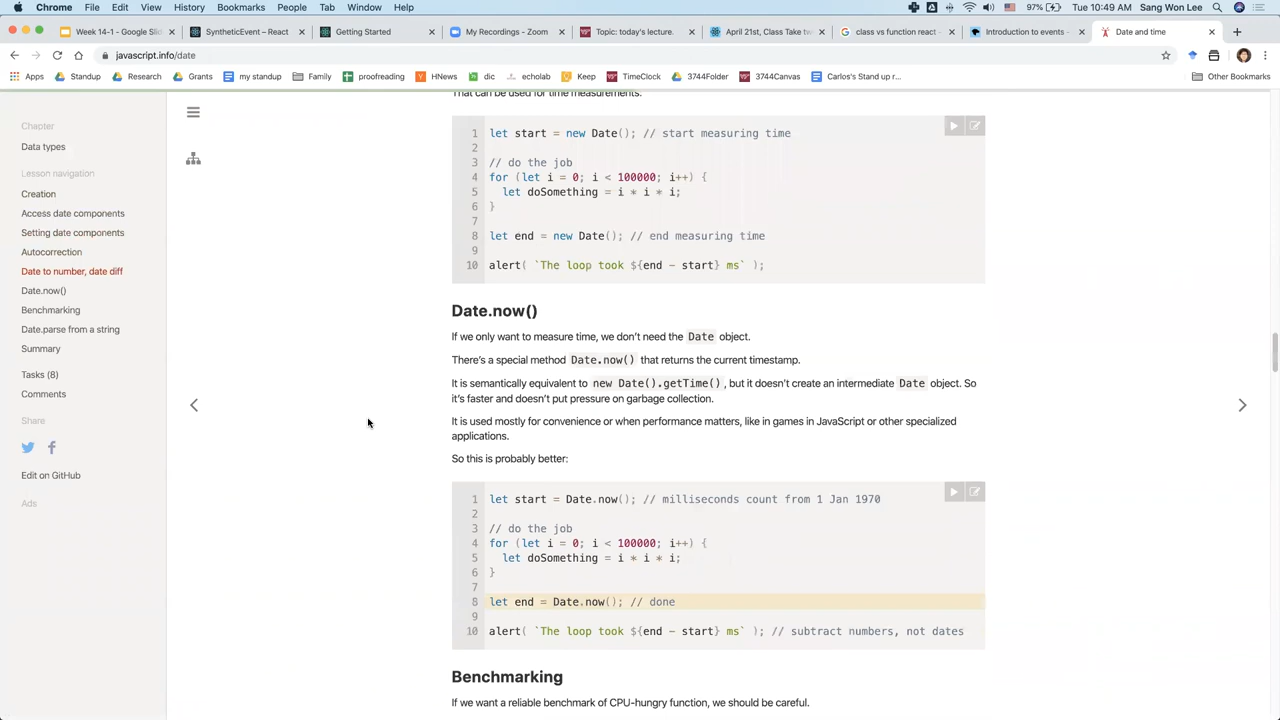 Chrome File Edit View History Bookmarks People Tab Window Help 97% Tue 10:49 AM Sang Won Lee
Week 14-1 - Google Slid
SyntheticEvent – React
Getting Started
My Recordings - Zoom
Topic: today's lecture.
April 21st, Class Take tw
class vs function react -
Introduction to events -
Date and time
javascript.info/date
Apps Standup Research Grants my standup Family proofreading HNews dic echolab Keep TimeClock 3744Folder 3744Canvas Carlos's Stand up r... Other Bookmarks
Chapter
Data types
Lesson navigation
Creation
Access date components
Setting date components
Autocorrection
Date to number, date diff
Date.now()
Benchmarking
Date.parse from a string
Summary
Tasks (8)
Comments
Share
Edit on GitHub
Ads
That can be used for time measurements.
1 let start = new Date(); // start measuring time
2
3 // do the job
4 for (let i = 0; i < 100000; i++) {
5 let doSomething = i * i * i;
6 }
7
8 let end = new Date(); // end measuring time
9
10 alert( `The loop took ${end - start} ms` );
Date.now()
If we only want to measure time, we don't need the Date object.
There's a special method Date.now() that returns the current timestamp.
It is semantically equivalent to new Date().getTime(), but it doesn't create an intermediate Date object. So
it's faster and doesn't put pressure on garbage collection.
It is used mostly for convenience or when performance matters, like in games in JavaScript or other specialized
applications.
So this is probably better:
1 let start = Date.now(); // milliseconds count from 1 Jan 1970
2
3 // do the job
4 for (let i = 0; i < 100000; i++) {
5 let doSomething = i * i * i;
6 }
7
8 let end = Date.now(); // done
9
10 alert( `The loop took ${end - start} ms` ); // subtract numbers, not dates
Benchmarking
If we want a reliable benchmark of CPU-hungry function, we should be careful.